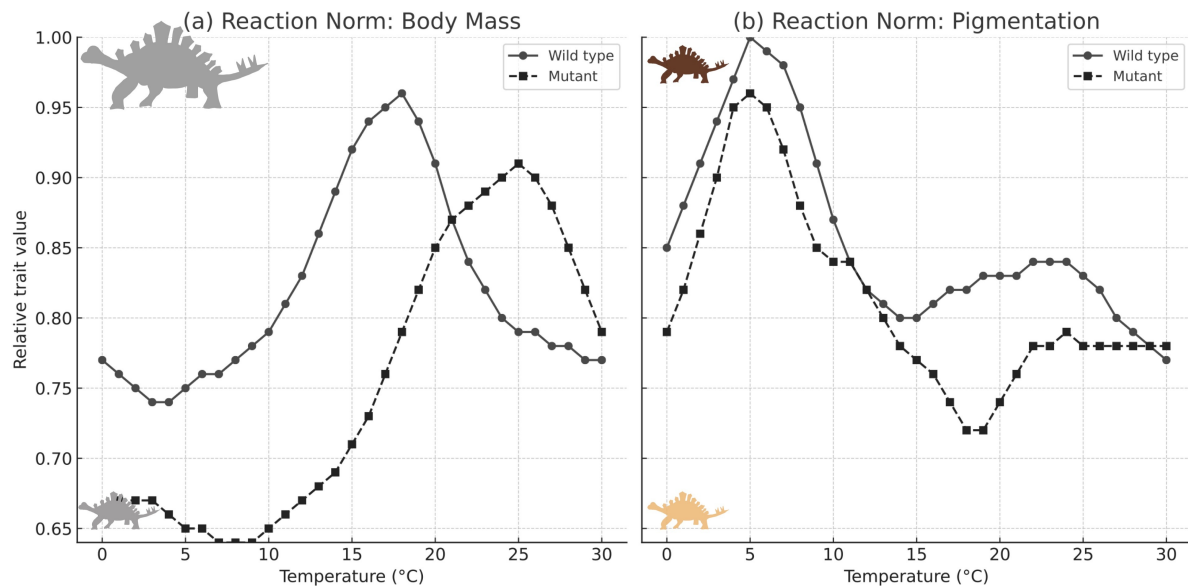 (a) Reaction Norm: Body Mass
Relative trait value
1.00
0.95
0.90
0.85
0.80
0.75
0.70
0.65
Wild type
Mutant
0 5 10 15 20 25 30
Temperature (°C)
(b) Reaction Norm: Pigmentation
Wild type
Mutant
0 5 10 15 20 25 30
Temperature (°C)